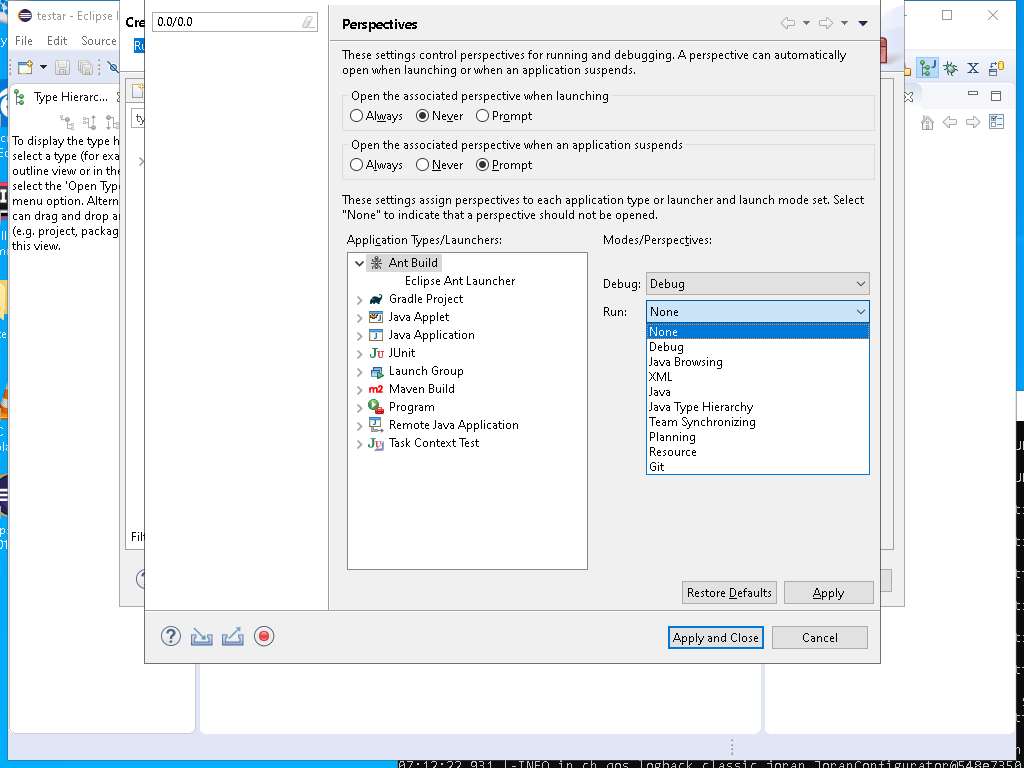 testar - Eclipse I
File Edit Source
Type Hierarc...
To display the type h
select a type (for exa
outline view or in the
select the 'Open Type
menu option. Altern
can drag and drop a
(e.g. project, packag
this view.
Cre
Ru
ty
Filt
0.0/0.0
Perspectives
These settings control perspectives for running and debugging. A perspective can automatically
open when launching or when an application suspends.
Open the associated perspective when launching
Always Never Prompt
Open the associated perspective when an application suspends
Always Never Prompt
These settings assign perspectives to each application type or launcher and launch mode set. Select
"None" to indicate that a perspective should not be opened.
Application Types/Launchers:
Ant Build
Eclipse Ant Launcher
Gradle Project
Java Applet
Java Application
JUnit
Launch Group
Maven Build
Program
Remote Java Application
Task Context Test
Modes/Perspectives:
Debug: Debug
Run: None
None
Debug
Java Browsing
XML
Java
Java Type Hierarchy
Team Synchronizing
Planning
Resource
Git
Restore Defaults Apply
Apply and Close Cancel
07:12:22,931 |-INFO in ch.qos.logback.classic.joran.JoranConfigurator@548e7350